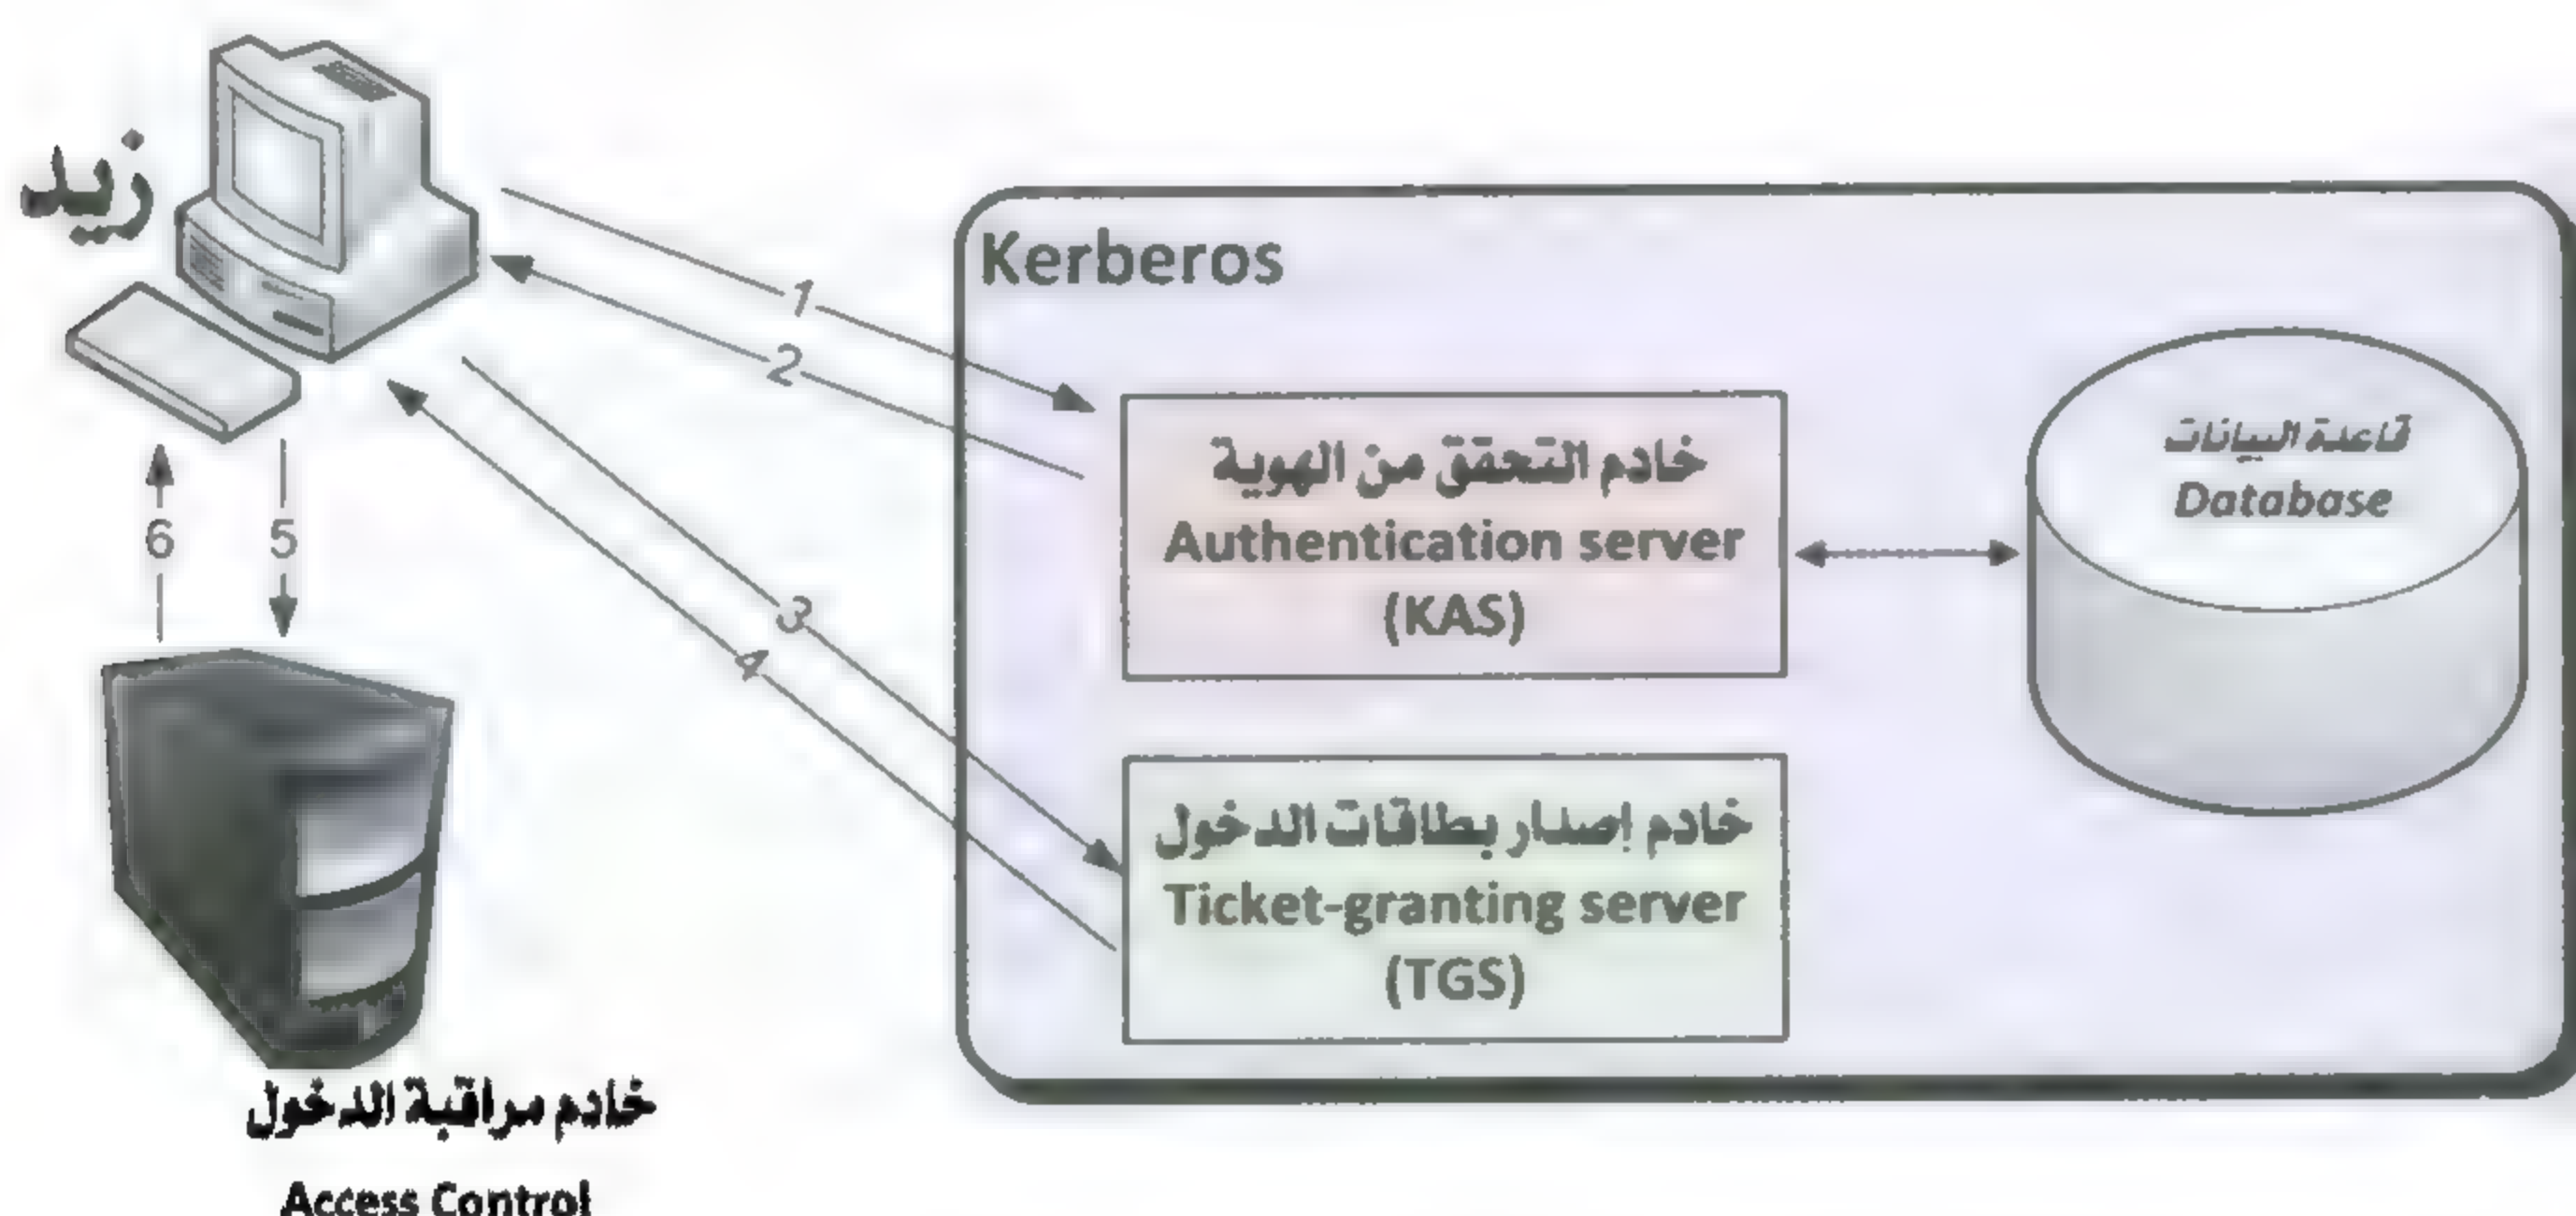 زيد
Kerberos
1
2
خادم التحقق من الهوية
Authentication server
(KAS)
قاعدة البيانات
Database
6
5
3
4
خادم إصدار بطاقات الدخول
Ticket-granting server
(TGS)
خادم مراقبة الدخول
Access Control